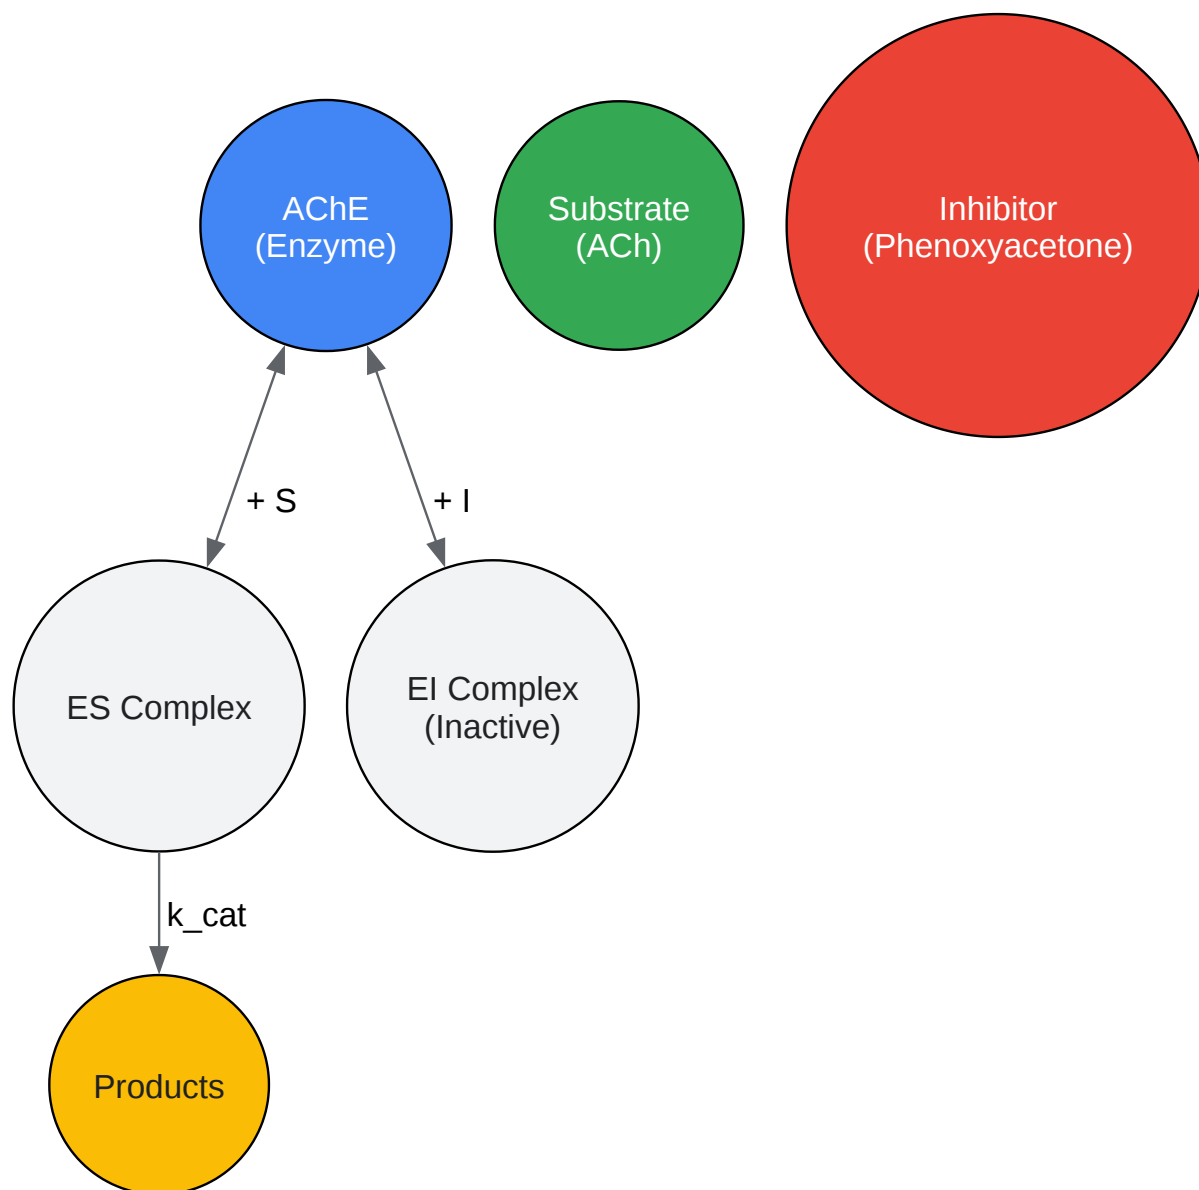 AChE
(Enzyme)
Substrate
(ACh)
Inhibitor
(Phenoxyacetone)
+ S
+ I
ES Complex
EI Complex
(Inactive)
k_cat
Products